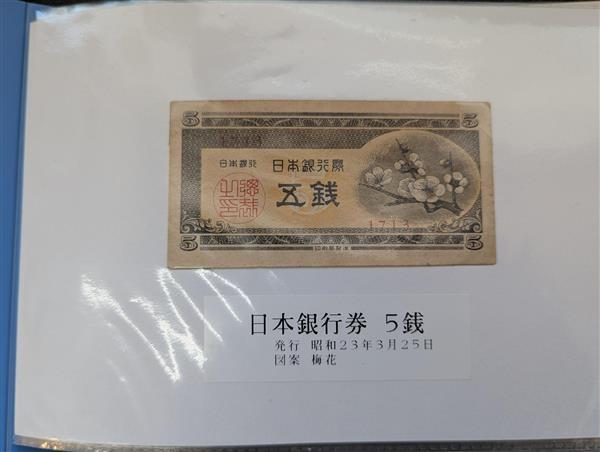 5 5
1713
日本銀行 日本銀行券
五銭
1713
5 5
日本銀行券 5銭
発行 昭和23年3月25日
図案 梅花